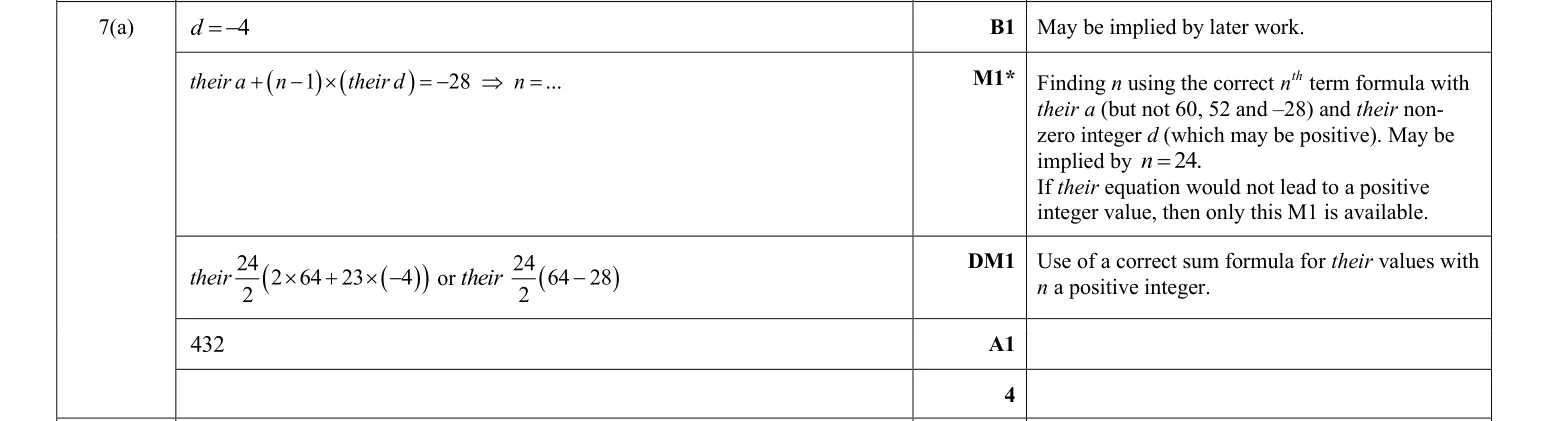 7(a) d = −4 B1 May be implied by later work.
their a + (n − 1) × (their d) = −28 ⇒ n = ... M1* Finding n using the correct nᵗʰ term formula with
their a (but not 60, 52 and –28) and their non-
zero integer d (which may be positive). May be
implied by n = 24.
If their equation would not lead to a positive
integer value, then only this M1 is available.
their 24/2 (2 × 64 + 23 × (−4)) or their 24/2 (64 − 28) DM1 Use of a correct sum formula for their values with
n a positive integer.
432 A1
4